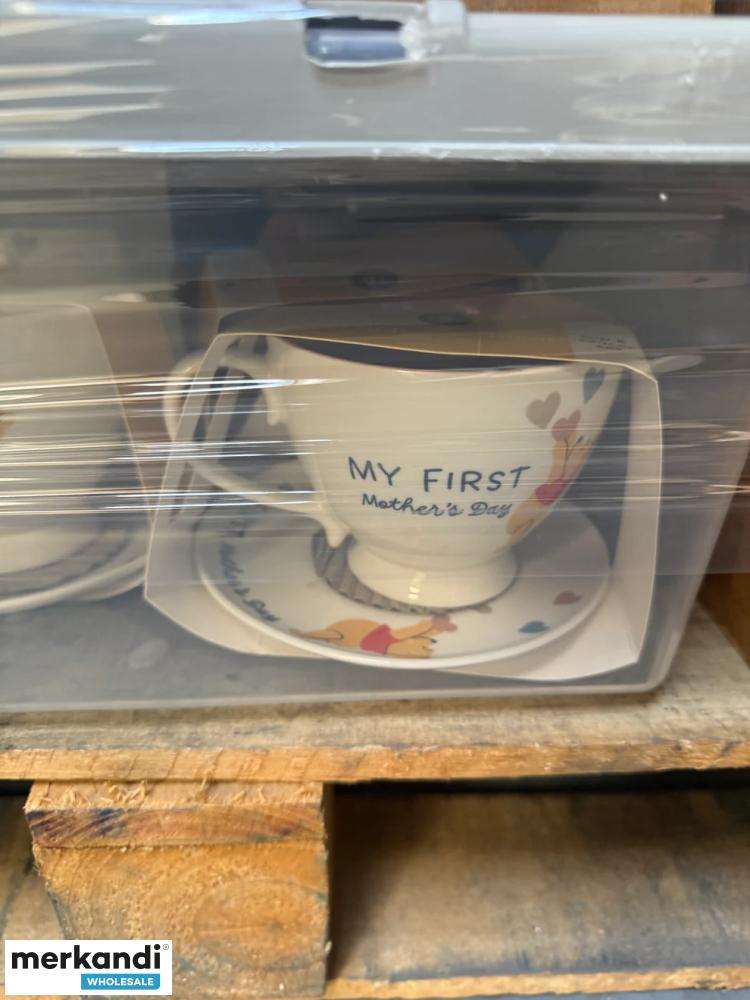 MY FIRST
Mother's Day
merkandi®
WHOLESALE